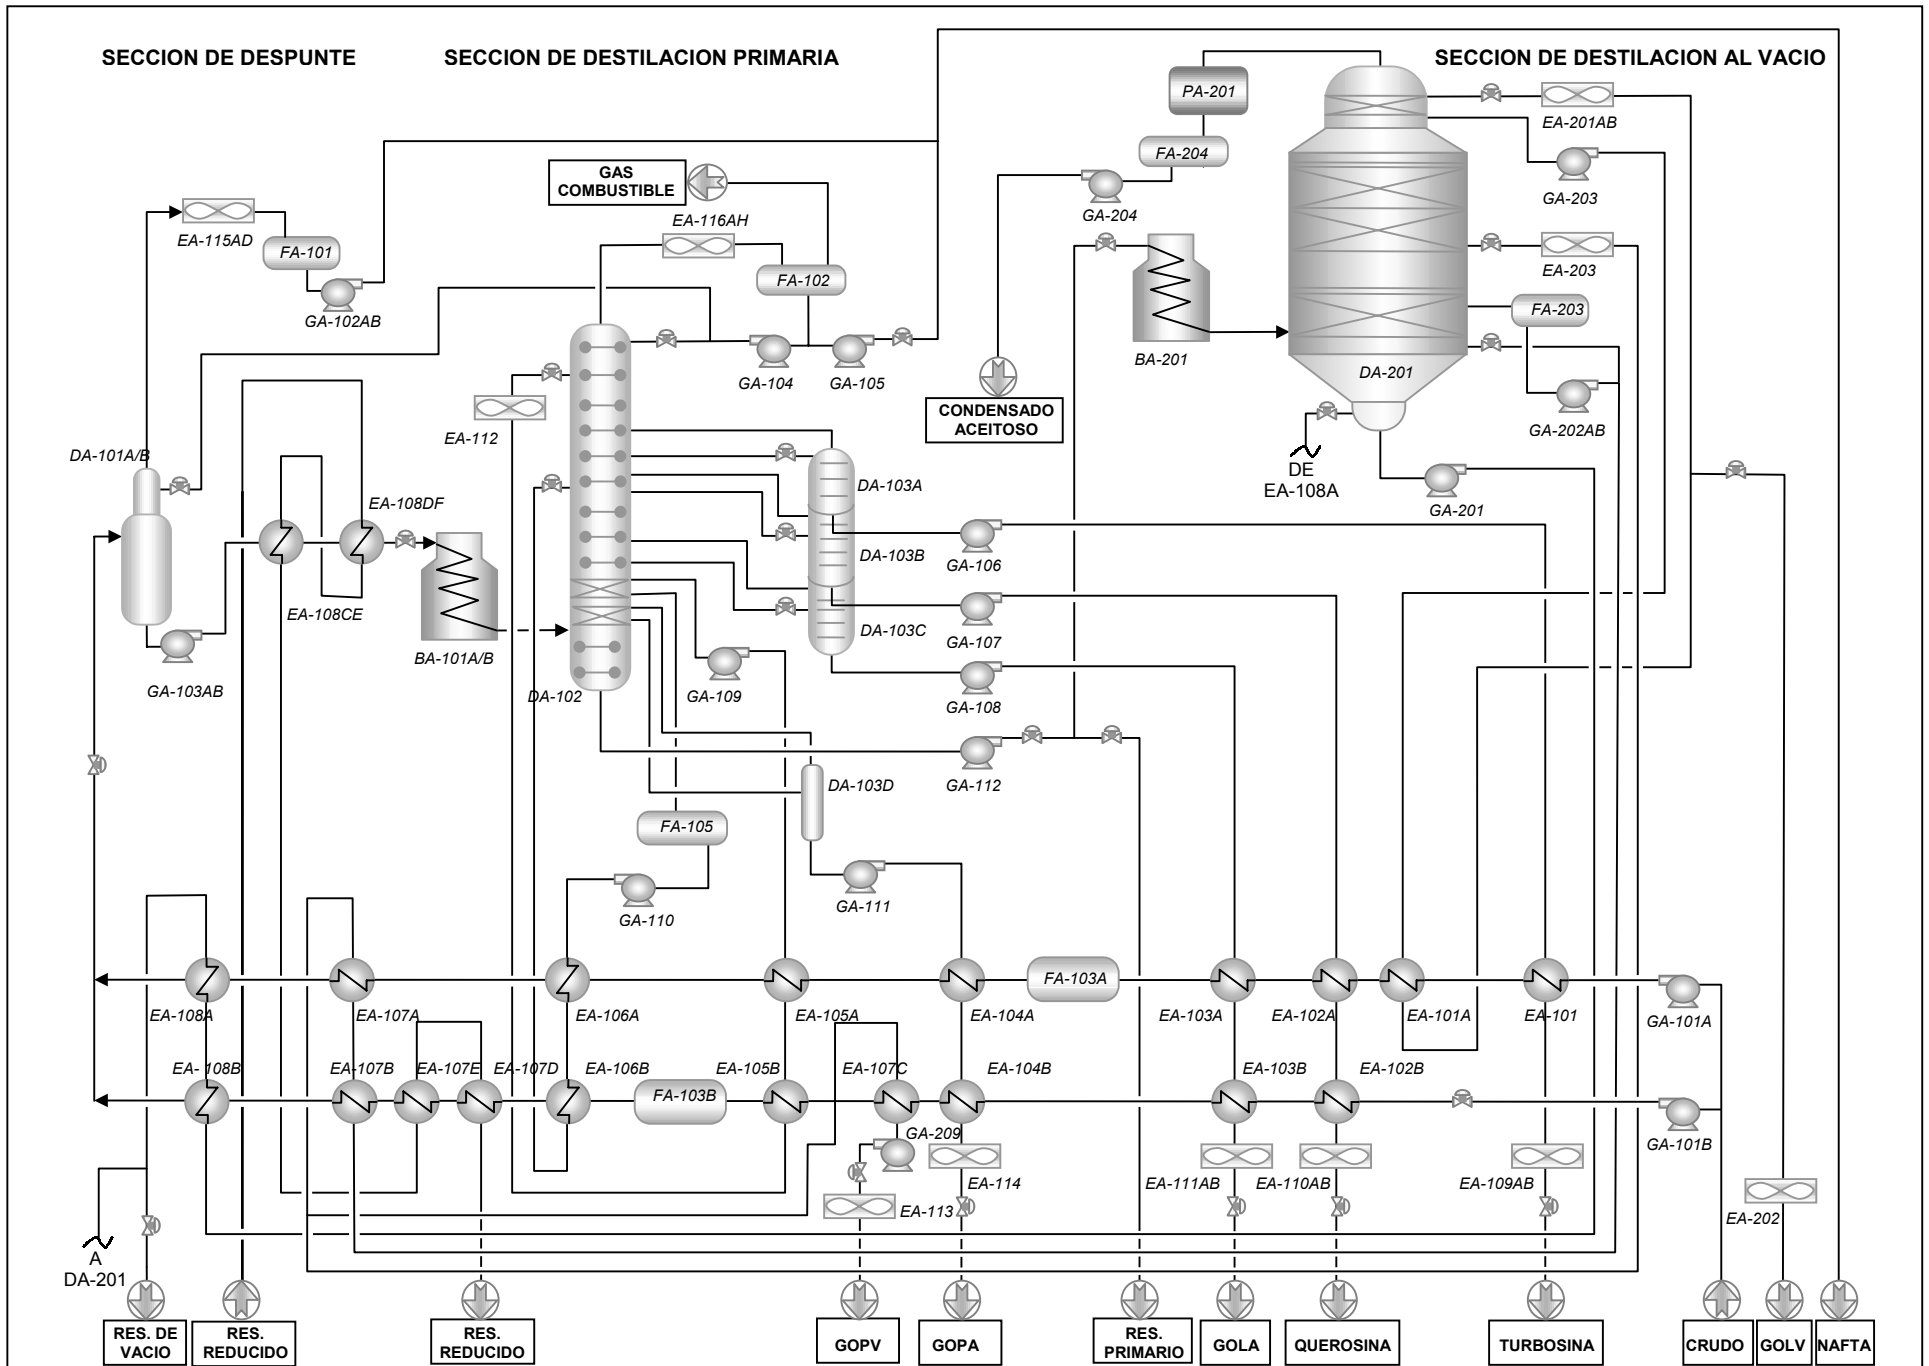 SECCION DE DESPUNTE
SECCION DE DESTILACION PRIMARIA
SECCION DE DESTILACION AL VACIO
PA-201
EA-201AB
FA-204
GAS
COMBUSTIBLE
GA-203
GA-204
EA-116AH
EA-115AD
FA-101
FA-102
EA-203
GA-102AB
FA-203
BA-201
DA-201
GA-104
GA-105
CONDENSADO
ACEITOSO
EA-112
GA-202AB
DA-101A/B
DE
EA-108A
DA-103A
EA-108DF
GA-201
DA-103B
GA-106
EA-108CE
DA-103C
GA-107
BA-101A/B
GA-103AB
DA-102
GA-109
GA-108
DA-103D
GA-112
FA-105
GA-110
GA-111
FA-103A
EA-108A
EA-107A
EA-106A
EA-105A
EA-104A
EA-103A
EA-102A
EA-101A
EA-101
GA-101A
EA- 108B
EA-107B
EA-107E
EA-107D
EA-106B
EA-105B
EA-107C
EA-104B
EA-103B
EA-102B
FA-103B
GA-209
GA-101B
EA-114
EA-111AB
EA-110AB
EA-109AB
EA-113
EA-202
A
DA-201
RES. DE
VACIO
RES.
REDUCIDO
RES.
REDUCIDO
GOPV
GOPA
RES.
PRIMARIO
GOLA
QUEROSINA
TURBOSINA
CRUDO
GOLV
NAFTA